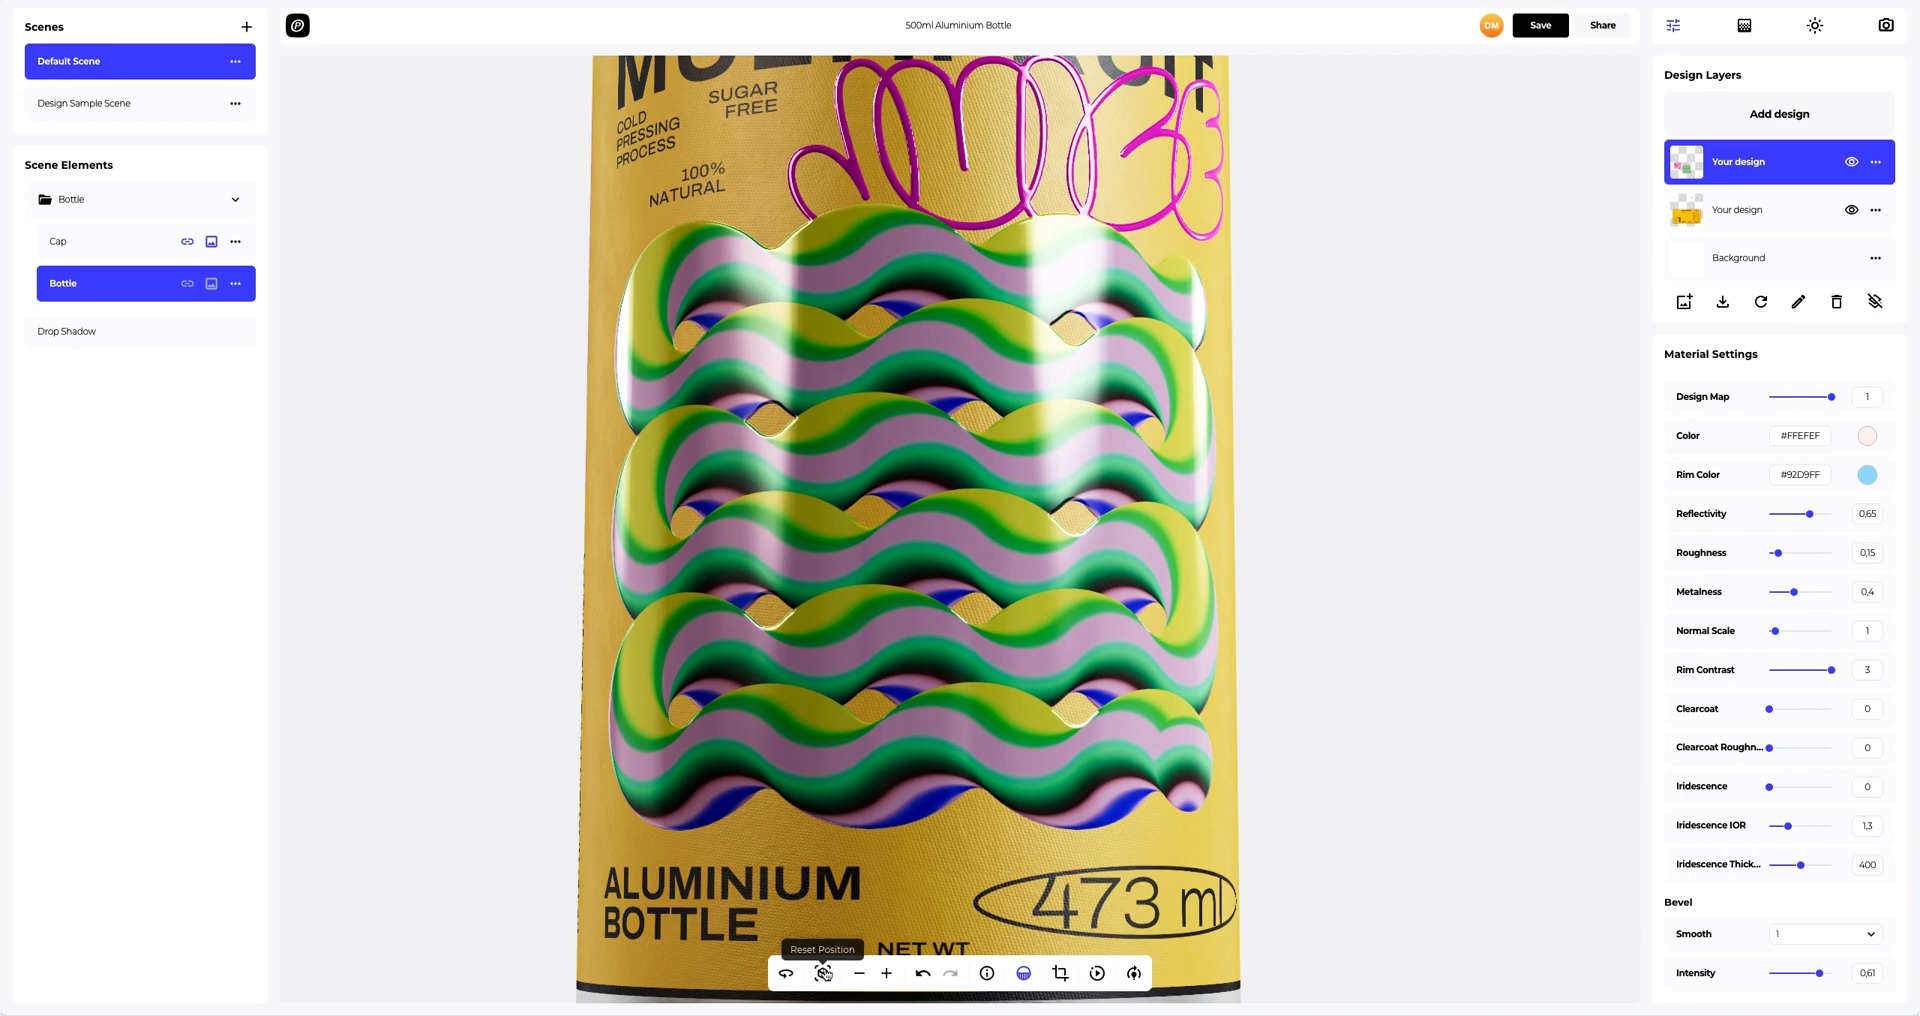 Scenes
Default Scene
Design Sample Scene
Scene Elements
Bottle
Cap
Bottle
Drop Shadow
500ml Aluminium Bottle
DM
Save
Share
SUGAR
FREE
COLD
PRESSING
PROCESS
100%
NATURAL
ALUMINIUM
BOTTLE
473 ml
NET WT
Reset Position
Design Layers
Add design
Your design
Your design
Background
Material Settings
Design Map 1
Color #FFEFEF
Rim Color #92D9FF
Reflectivity 0,65
Roughness 0,15
Metalness 0,4
Normal Scale 1
Rim Contrast 3
Clearcoat 0
Clearcoat Roughn... 0
Iridescence 0
Iridescence IOR 1,3
Iridescence Thick... 400
Bevel
Smooth 1
Intensity 0,61